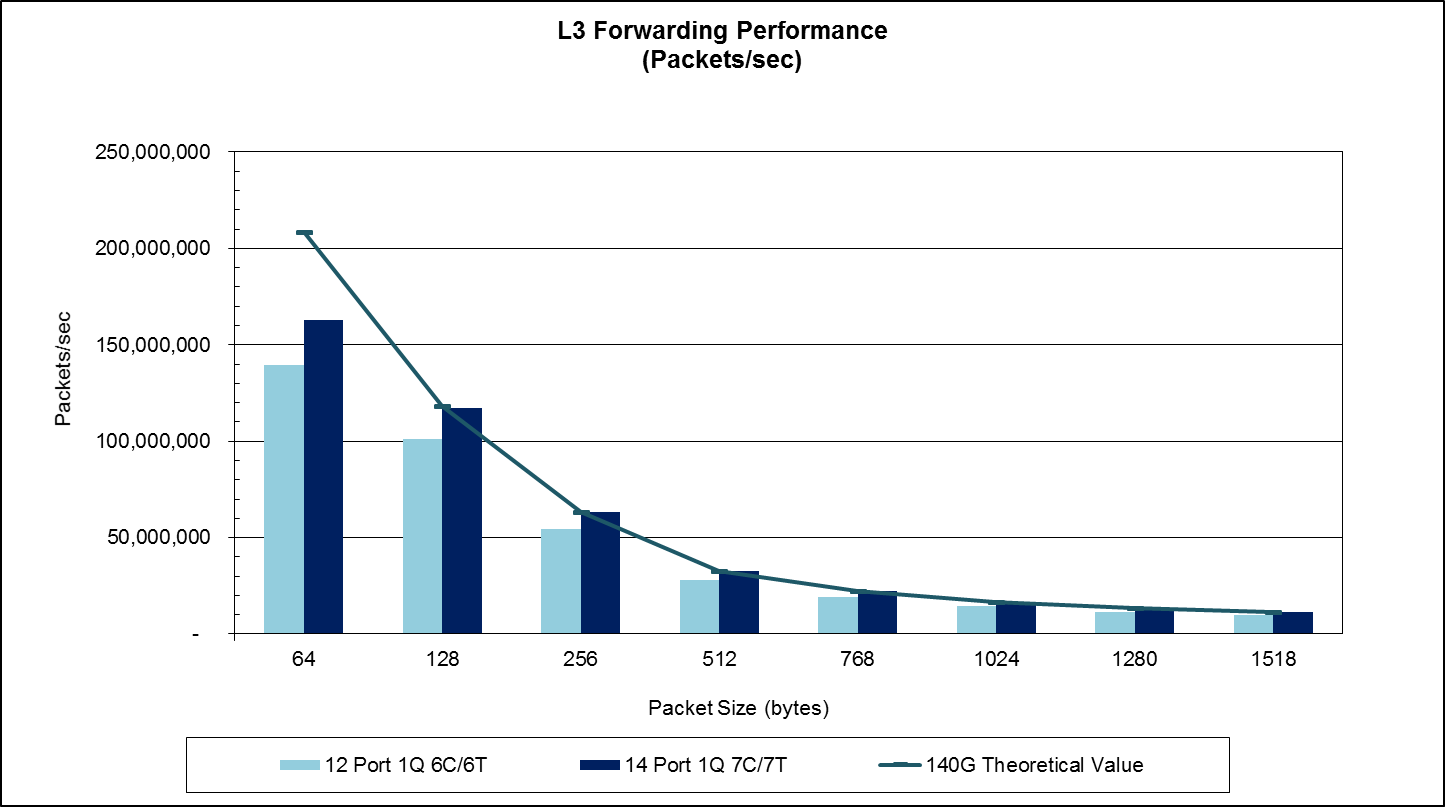 L3 Forwarding Performance
(Packets/sec)
250,000,000
200,000,000
150,000,000
100,000,000
50,000,000
-
Packets/sec
64 128 256 512 768 1024 1280 1518
Packet Size (bytes)
12 Port 1Q 6C/6T 14 Port 1Q 7C/7T 140G Theoretical Value